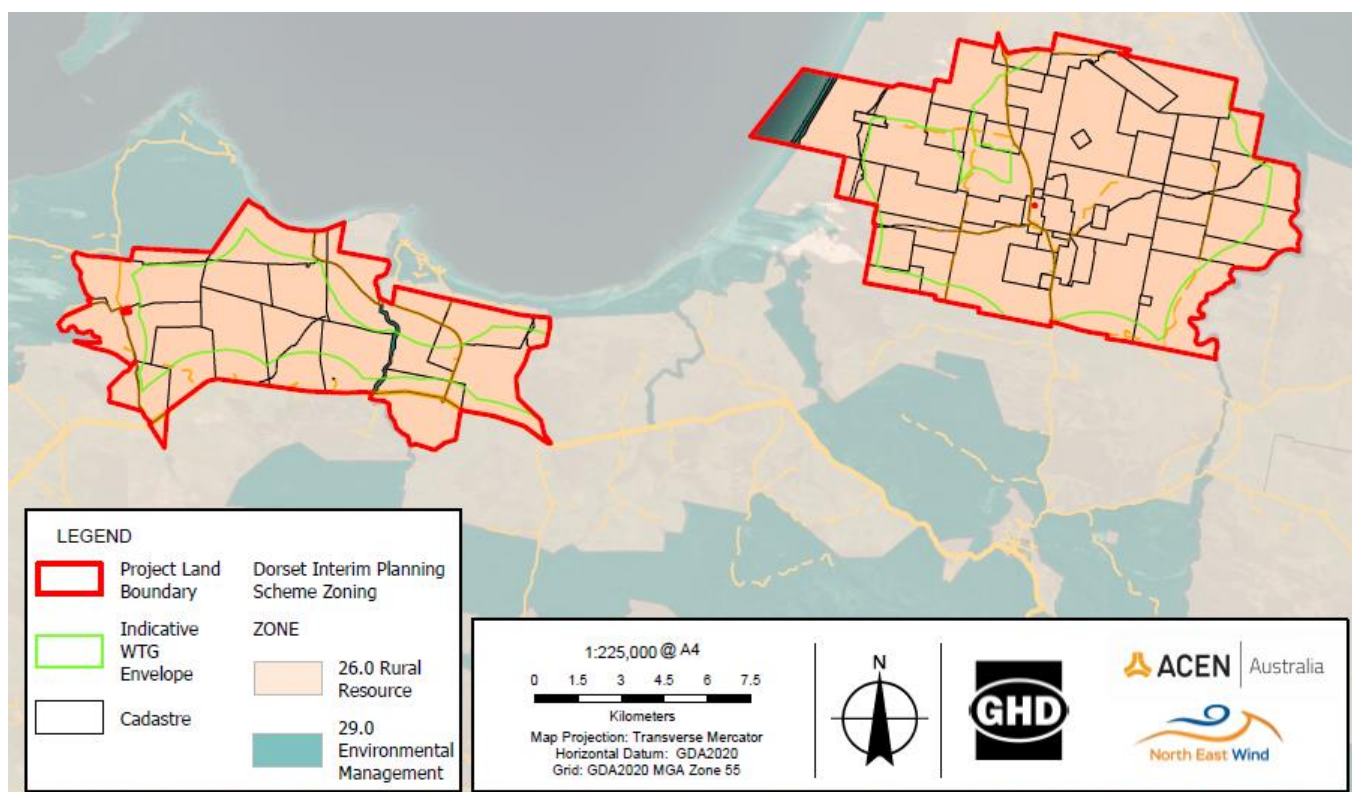 LEGEND
Project Land
Boundary
Indicative
WTG
Envelope
Cadastre
Dorset Interim Planning
Scheme Zoning
ZONE
26.0 Rural
Resource
29.0
Environmental
Management
1:225,000 @ A4
0 1.5 3 4.5 6 7.5
Kilometers
Map Projection: Transverse Mercator
Horizontal Datum: GDA2020
Grid: GDA2020 MGA Zone 55
N
GHD
ACEN Australia
North East Wind